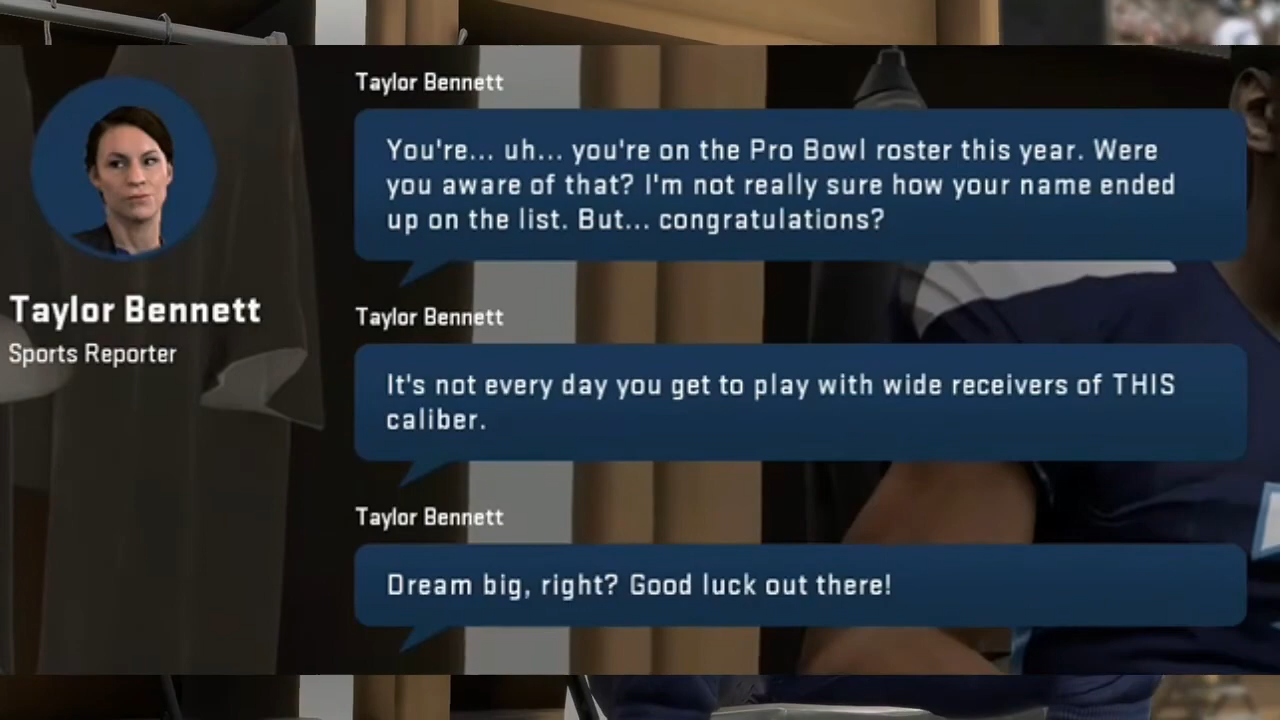 Taylor Bennett
You're... uh... you're on the Pro Bowl roster this year. Were
you aware of that? I'm not really sure how your name ended
up on the list. But... congratulations?
Taylor Bennett
Sports Reporter
Taylor Bennett
It's not every day you get to play with wide receivers of THIS
caliber.
Taylor Bennett
Dream big, right? Good luck out there!